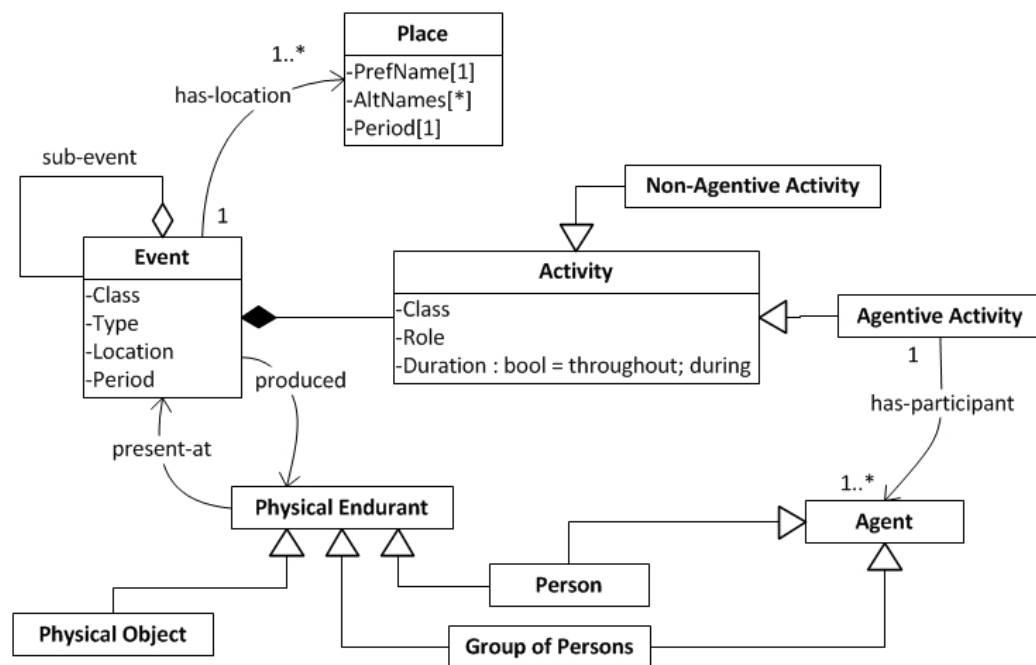 Place
-PrefName[1]
-AltNames[*]
-Period[1]
1..*
has-location
sub-event
1
Non-Agentive Activity
Event
-Class
-Type
-Location
-Period
Activity
-Class
-Role
-Duration : bool = throughout; during
Agentive Activity
1
has-participant
1..*
produced
present-at
Physical Endurant
Agent
Person
Physical Object
Group of Persons